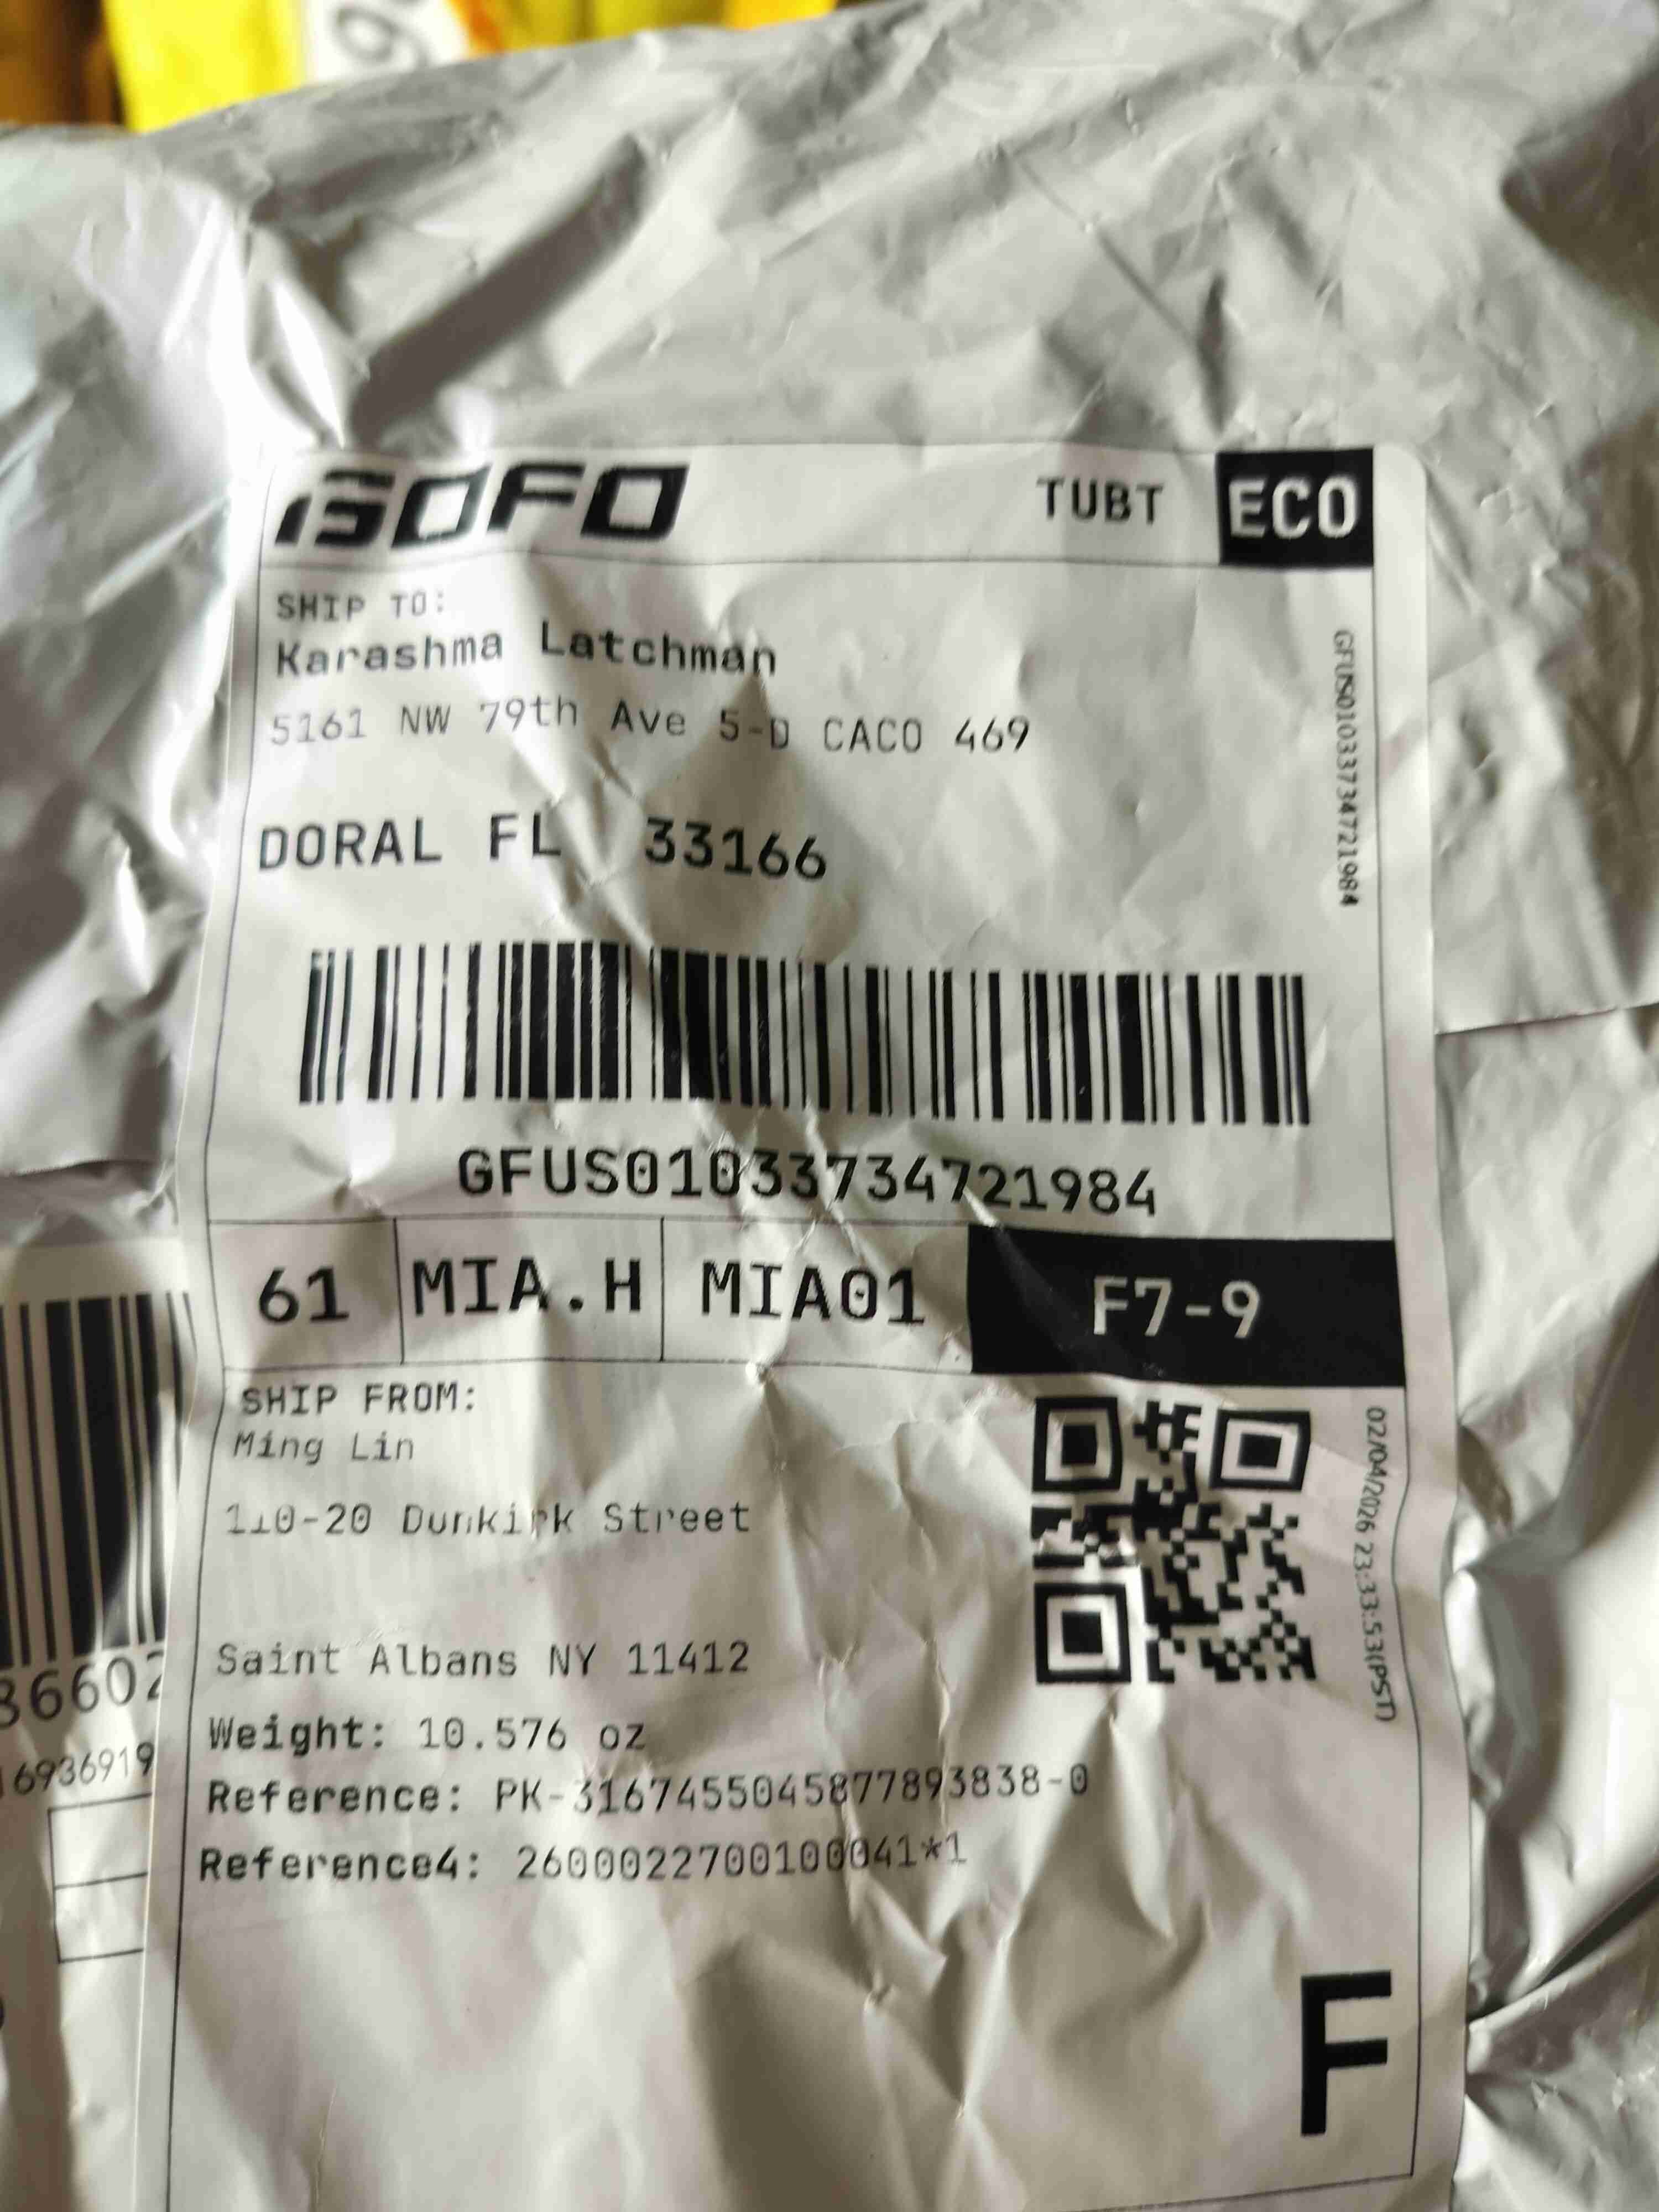 GOFO TUBT ECO
SHIP TO:
Karashma Latchman
5161 NW 79th Ave 5-D CACO 469
DORAL FL 33166
GFUS01033734721984
GFUS01033734721984
61 MIA.H MIA01 F7-9
SHIP FROM:
Ming Lin
110-20 Dunkirk Street
Saint Albans NY 11412
02/04/2026 23:33:53(PST)
Weight: 10.576 oz
Reference: PK-3167455045877893838-0
Reference4: 2600022700100041*1
F